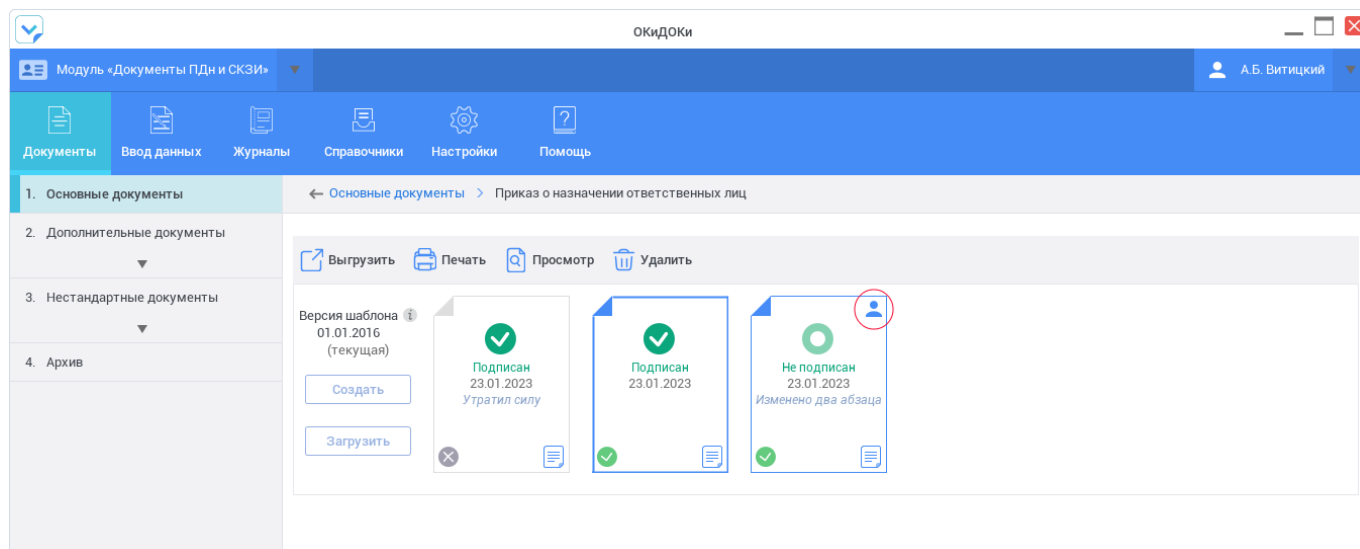 ОКиДОКи
Модуль «Документы ПДн и СКЗИ»
А.Б. Витицкий
Документы
Ввод данных
Журналы
Справочники
Настройки
Помощь
1. Основные документы
← Основные документы > Приказ о назначении ответственных лиц
2. Дополнительные документы
3. Нестандартные документы
4. Архив
Выгрузить
Печать
Просмотр
Удалить
Версия шаблона i
01.01.2016
(текущая)
Создать
Загрузить
Подписан
23.01.2023
Утратил силу
Подписан
23.01.2023
Не подписан
23.01.2023
Изменено два абзаца